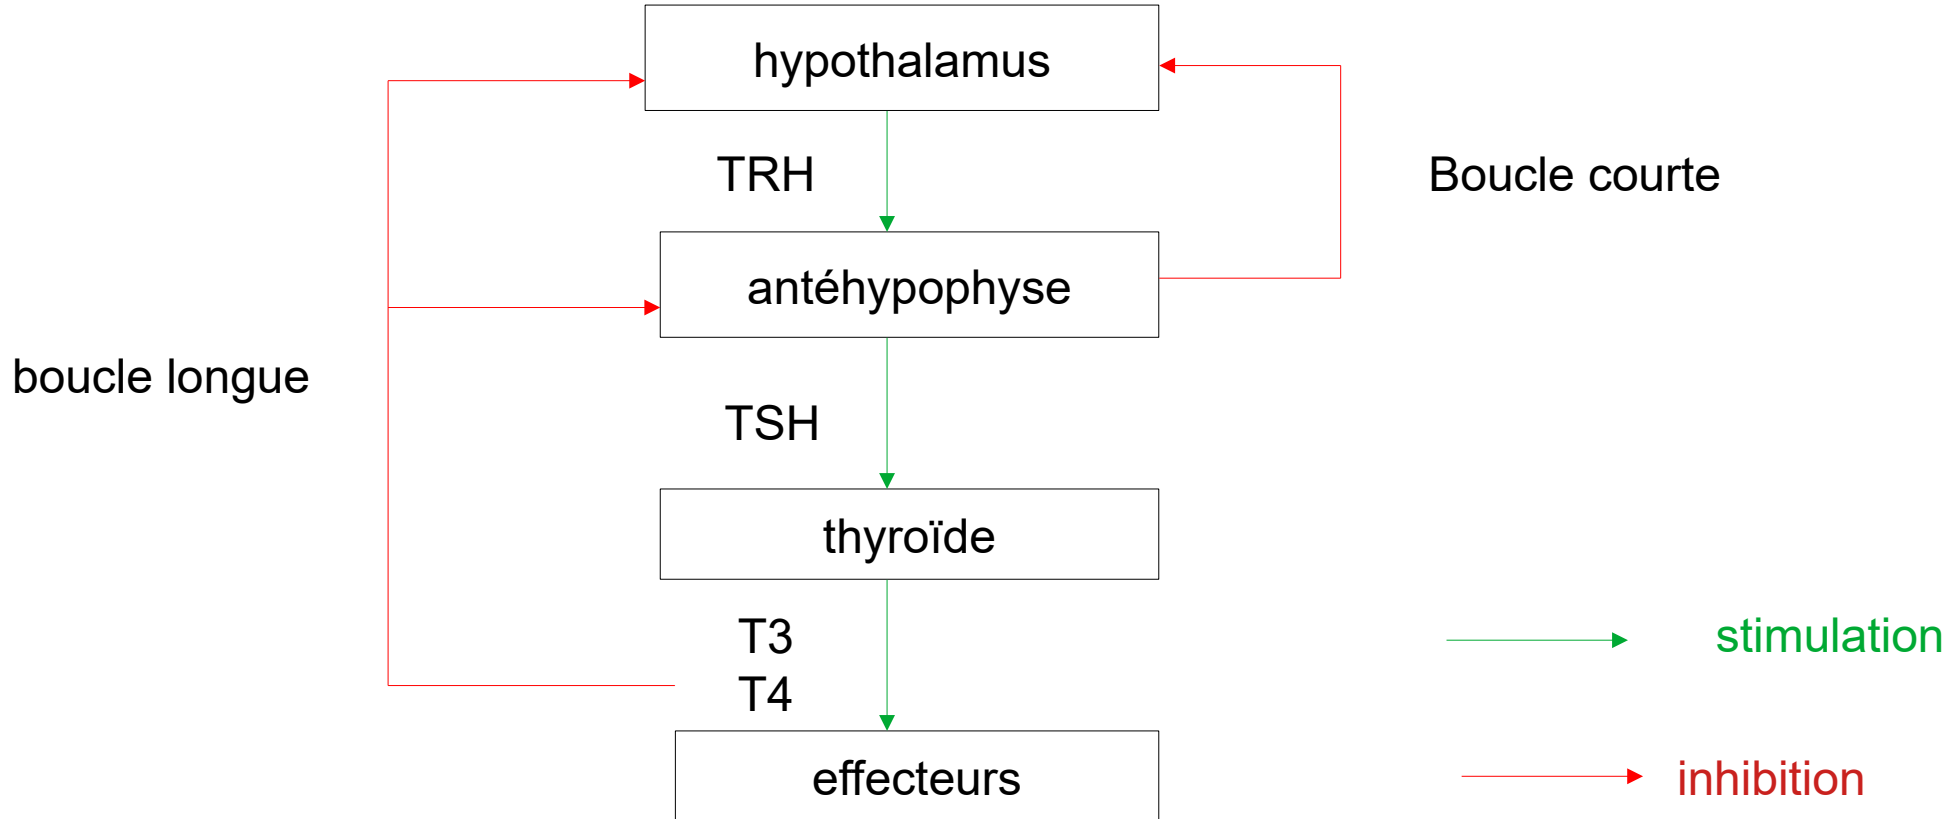 hypothalamus
TRH
Boucle courte
antéhypophyse
boucle longue
TSH
thyroïde
T3
T4
stimulation
effecteurs
inhibition